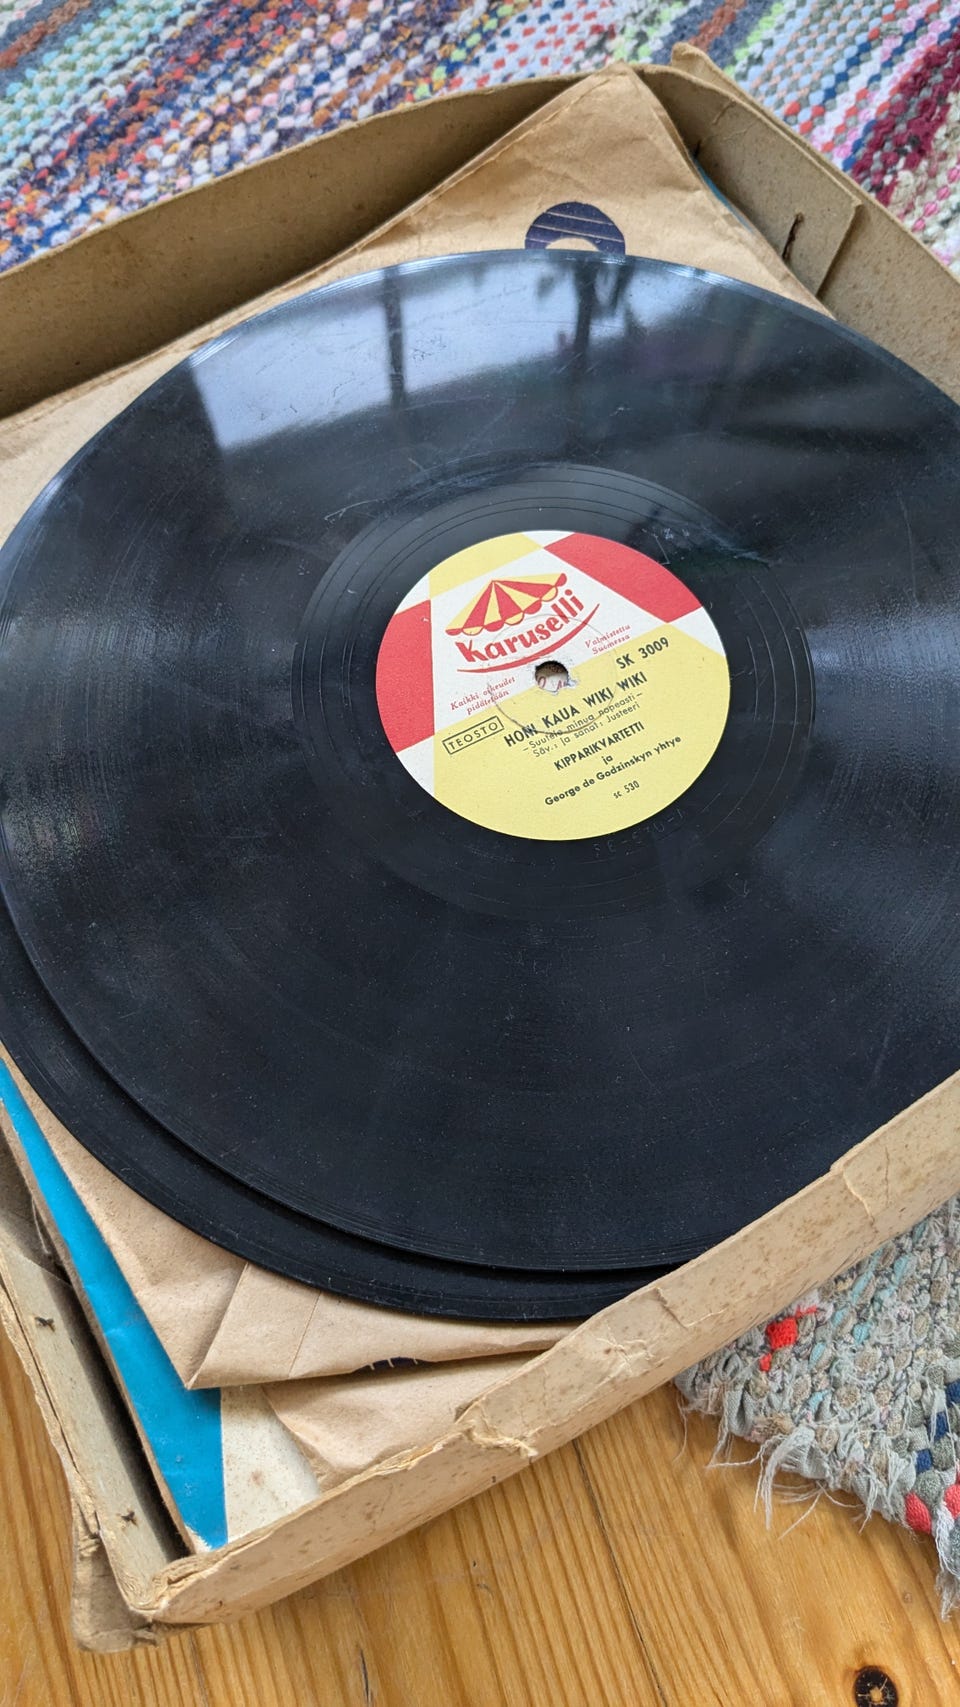 Karuselli
Kaikki oikeudet
pidätetään
Valmistettu
Suomessa
SK 3009
TEOSTO
HONI KAUA WIKI WIKI
-Suutele minua nopeasti-
Säv.: ja sanat: Justeeri
KIPPARIKVARTETTI
ja
George de Godzinskyn yhtye
sc 530